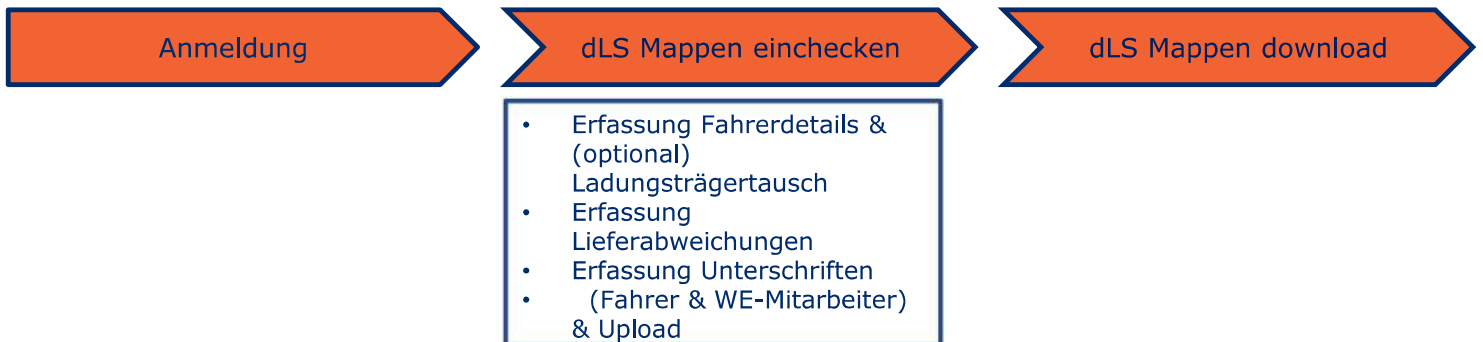 Anmeldung
dLS Mappen einchecken
dLS Mappen download
• Erfassung Fahrerdetails &
(optional)
Ladungsträgertausch
• Erfassung
Lieferabweichungen
• Erfassung Unterschriften
• (Fahrer & WE-Mitarbeiter)
& Upload